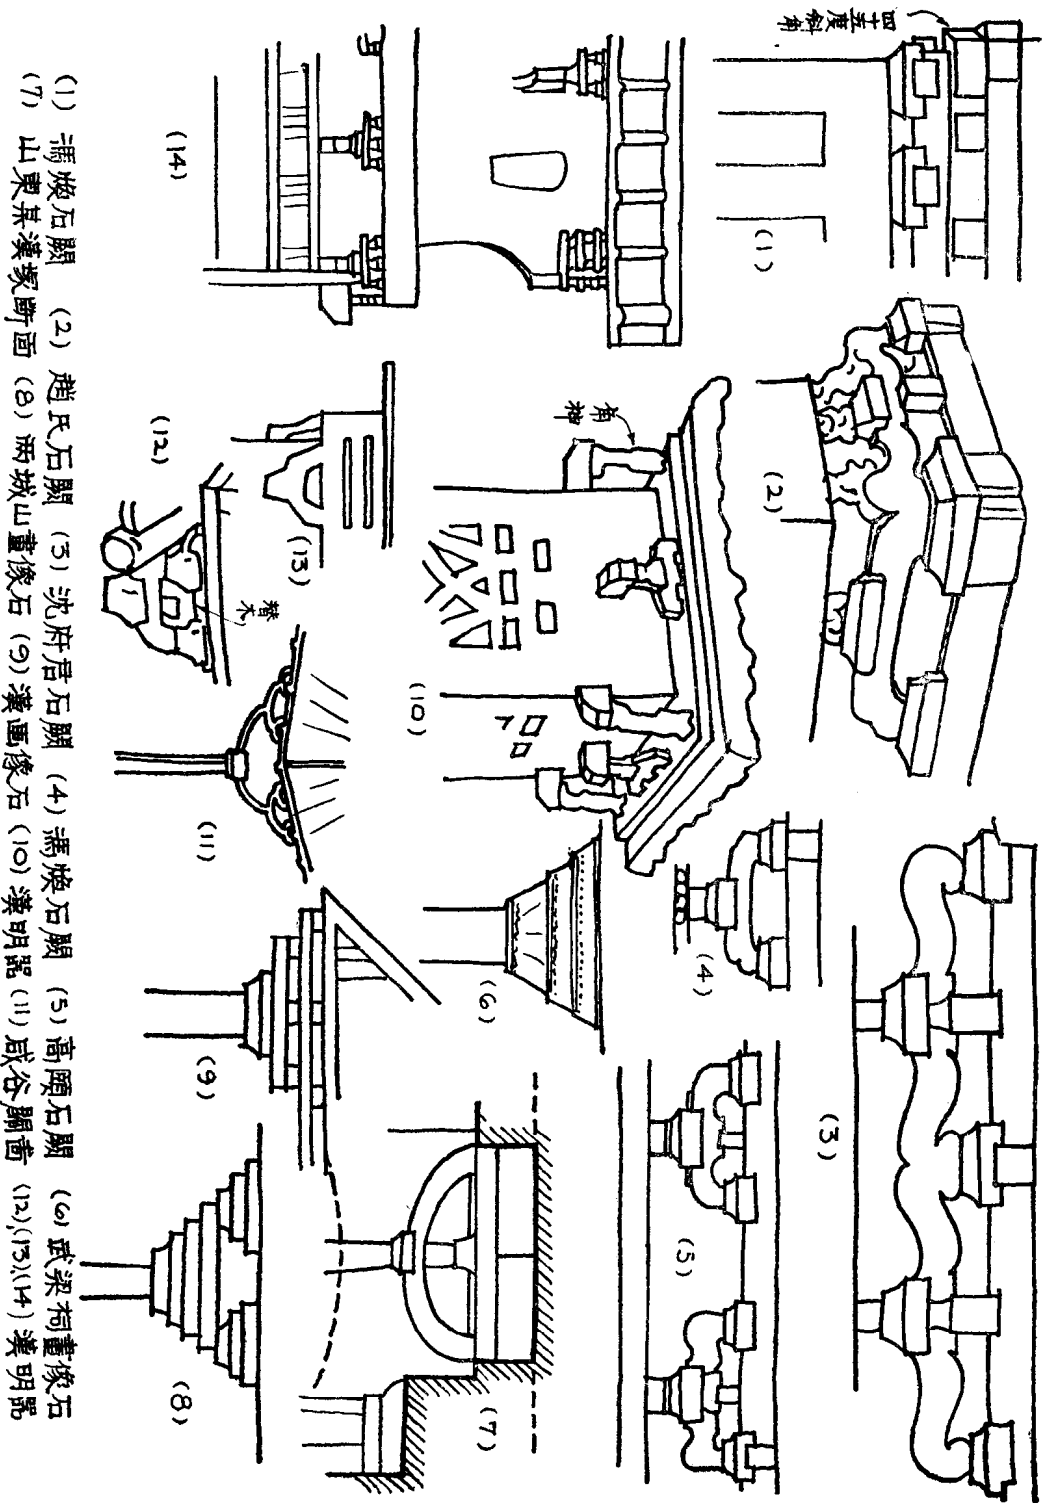 四十五度斜角
(1)
(2)
(3)
(4)
(5)
(6)
(7)
(8)
(9)
角神
(10)
(11)
替木
(12)
(13)
(14)
(1) 馮煥石闕 (2) 趙氏石闕 (3) 沈府君石闕 (4) 馮煥石闕 (5) 高頤石闕 (6) 武梁祠畫像石
(7) 山東某漢塚斷面 (8) 兩城山畫像石 (9) 漢画像石 (10) 漢明器 (11) 咸谷關啚 (12),(13),(14) 漢明器